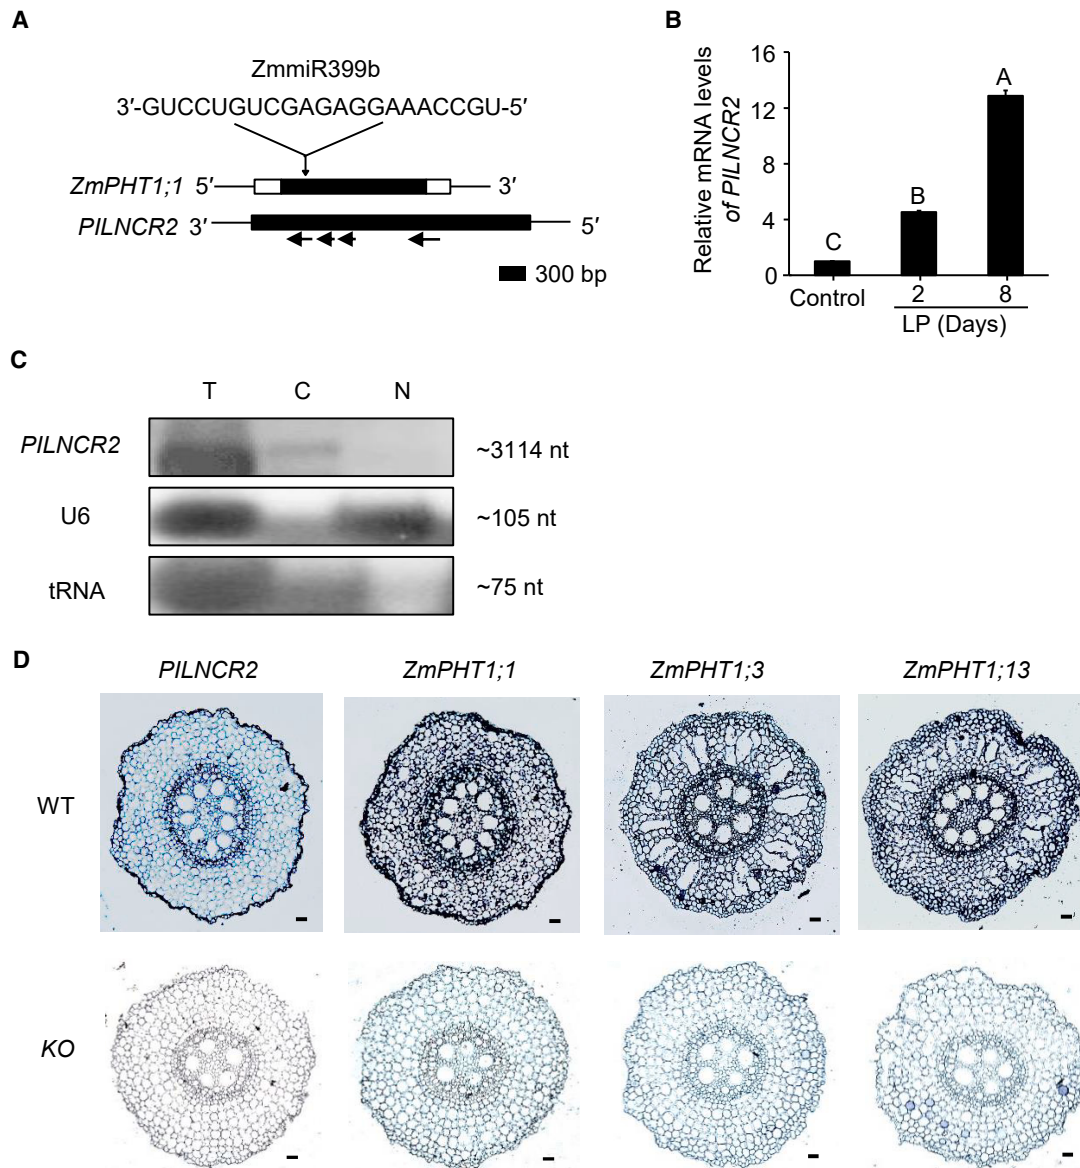 A
ZmmiR399b
3′-GUCCUGUCGAGAGGAAACCGU-5′
ZmPHT1;1 5′ 3′
PILNCR2 3′ 5′
300 bp
B
Relative mRNA levels
of PILNCR2
16
12
8
4
0
C
B
A
Control 2 8
LP (Days)
C
T C N
PILNCR2 ~3114 nt
U6 ~105 nt
tRNA ~75 nt
D
PILNCR2 ZmPHT1;1 ZmPHT1;3 ZmPHT1;13
WT
KO